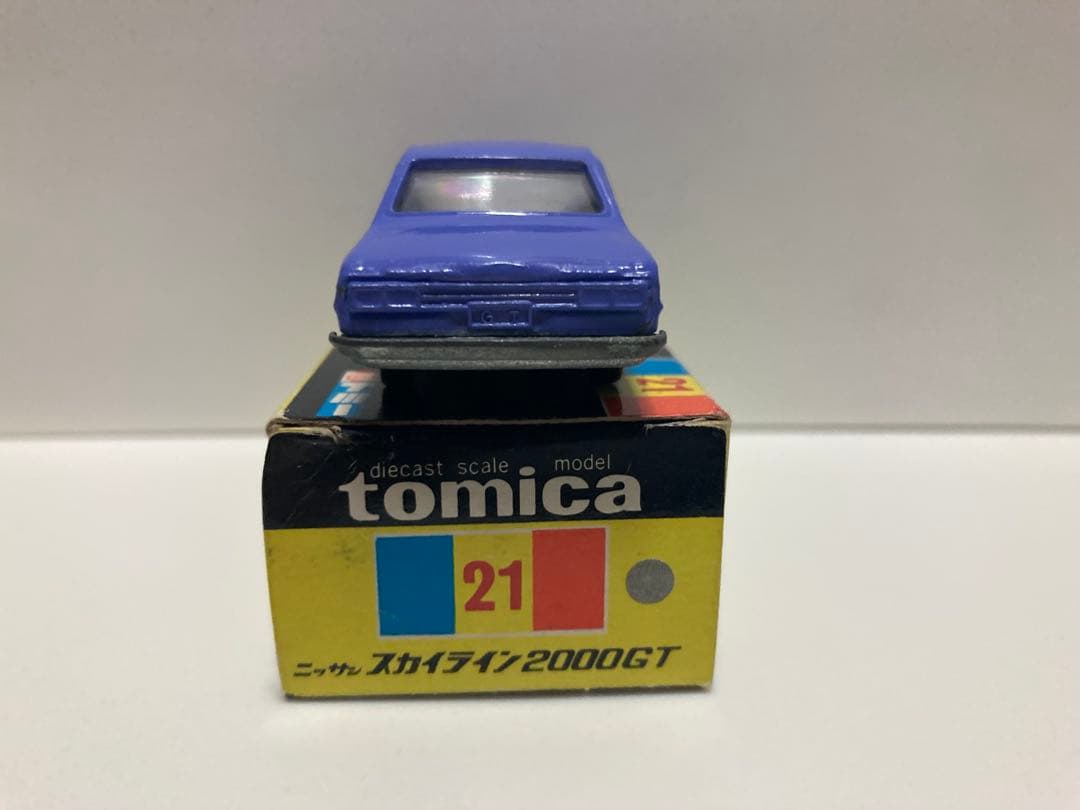 G T
21
diecast scale model
tomica
21
ニッサン スカイライン2000GT